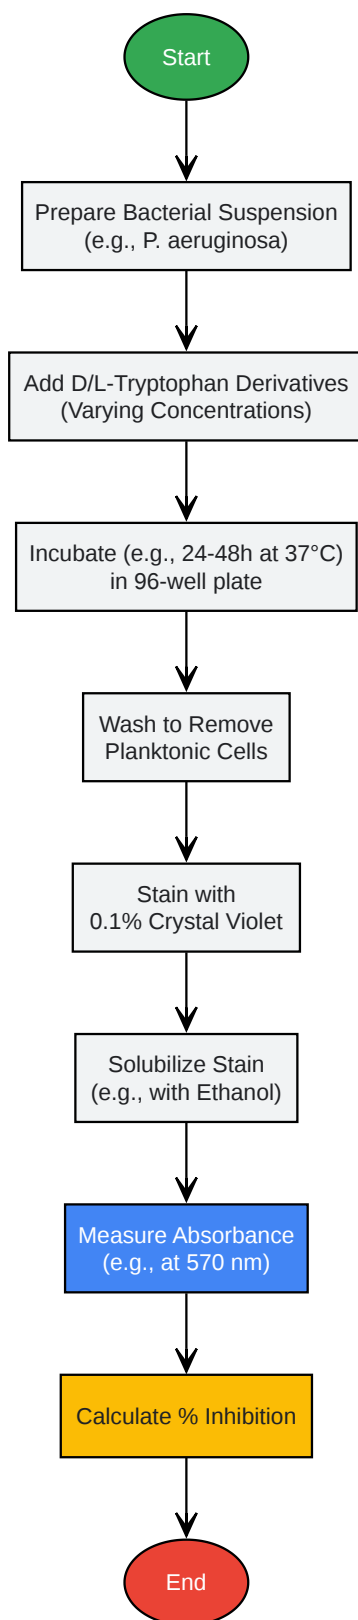 Start
Prepare Bacterial Suspension
(e.g., P. aeruginosa)
Add D/L-Tryptophan Derivatives
(Varying Concentrations)
Incubate (e.g., 24-48h at 37°C)
in 96-well plate
Wash to Remove
Planktonic Cells
Stain with
0.1% Crystal Violet
Solubilize Stain
(e.g., with Ethanol)
Measure Absorbance
(e.g., at 570 nm)
Calculate % Inhibition
End